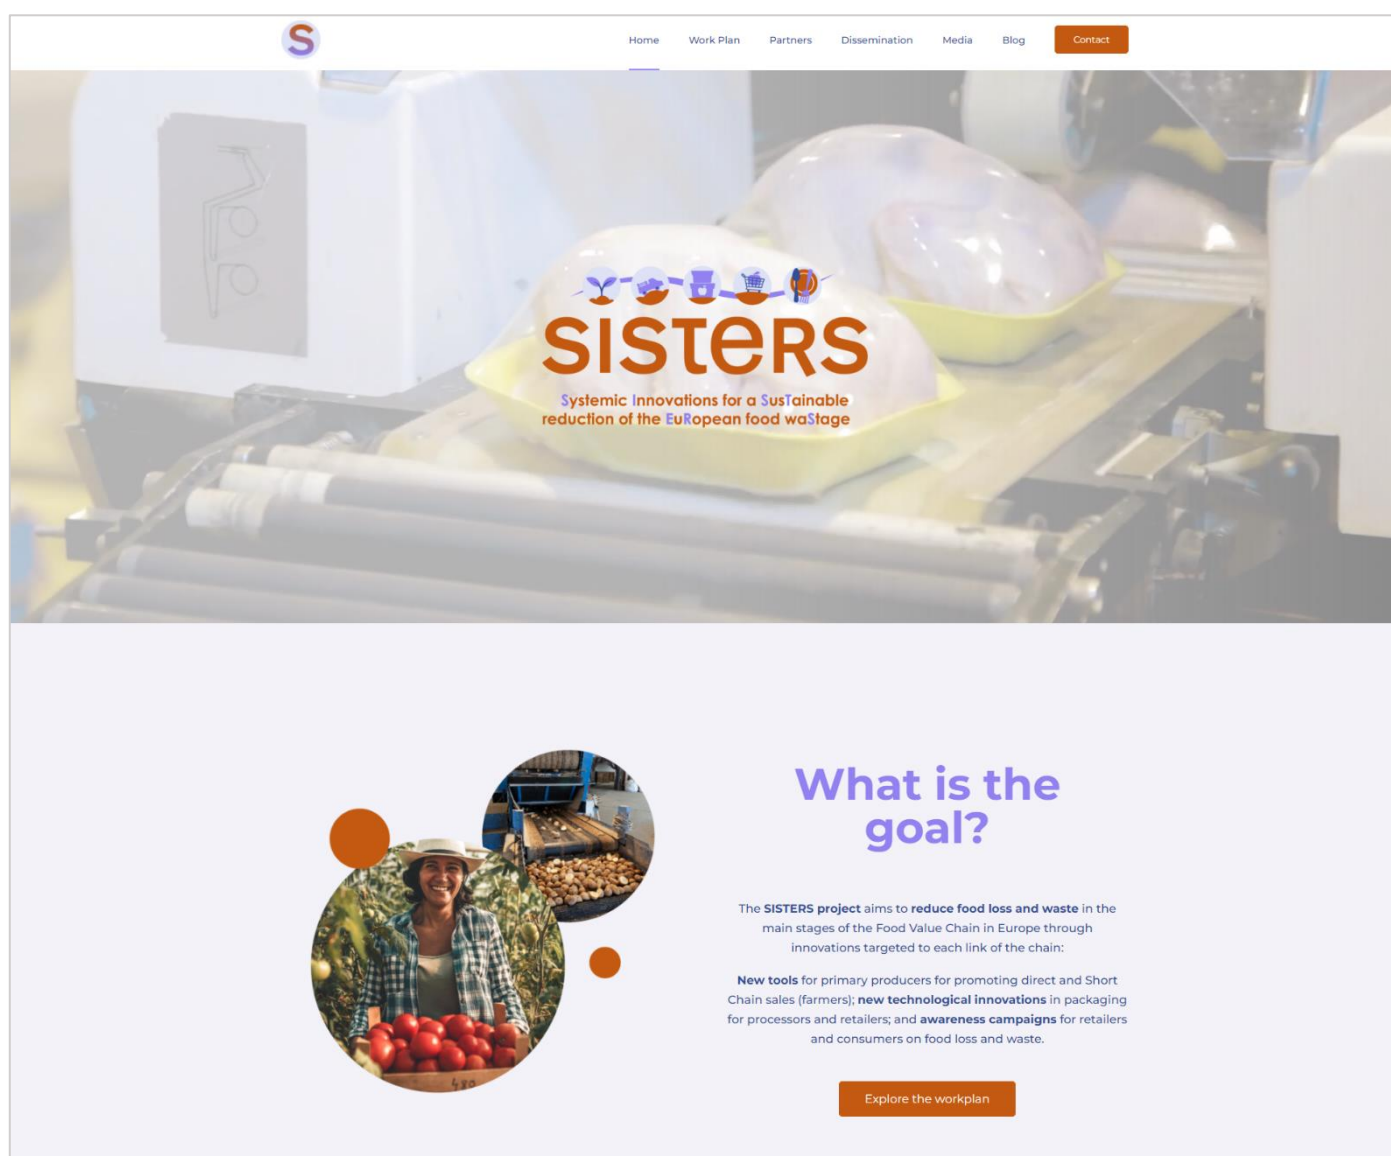 S
Home Work Plan Partners Dissemination Media Blog Contact
SISTERS
Systemic Innovations for a SusTainable
reduction of the EuRopean food waStage
What is the
goal?
The SISTERS project aims to reduce food loss and waste in the
main stages of the Food Value Chain in Europe through
innovations targeted to each link of the chain:
New tools for primary producers for promoting direct and Short
Chain sales (farmers); new technological innovations in packaging
for processors and retailers; and awareness campaigns for retailers
and consumers on food loss and waste.
480
Explore the workplan